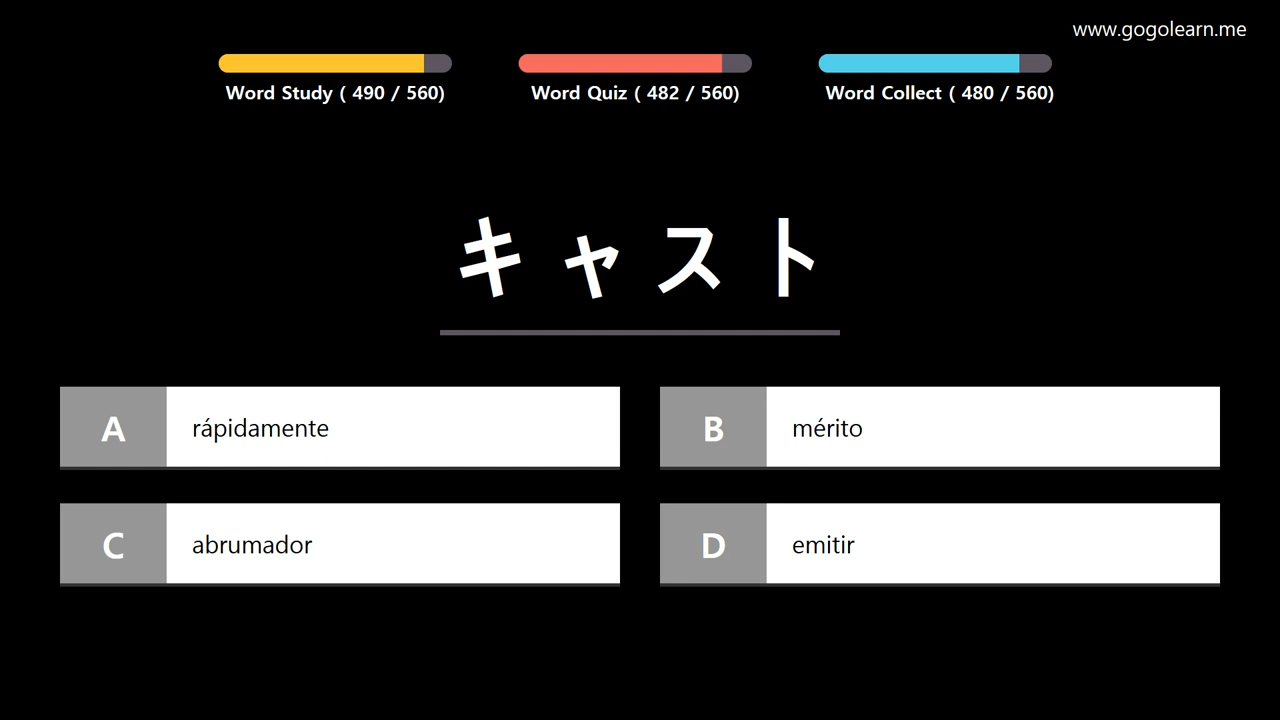 www.gogolearn.me
Word Study ( 490 / 560)
Word Quiz ( 482 / 560)
Word Collect ( 480 / 560)
キャスト
A rápidamente
B mérito
C abrumador
D emitir